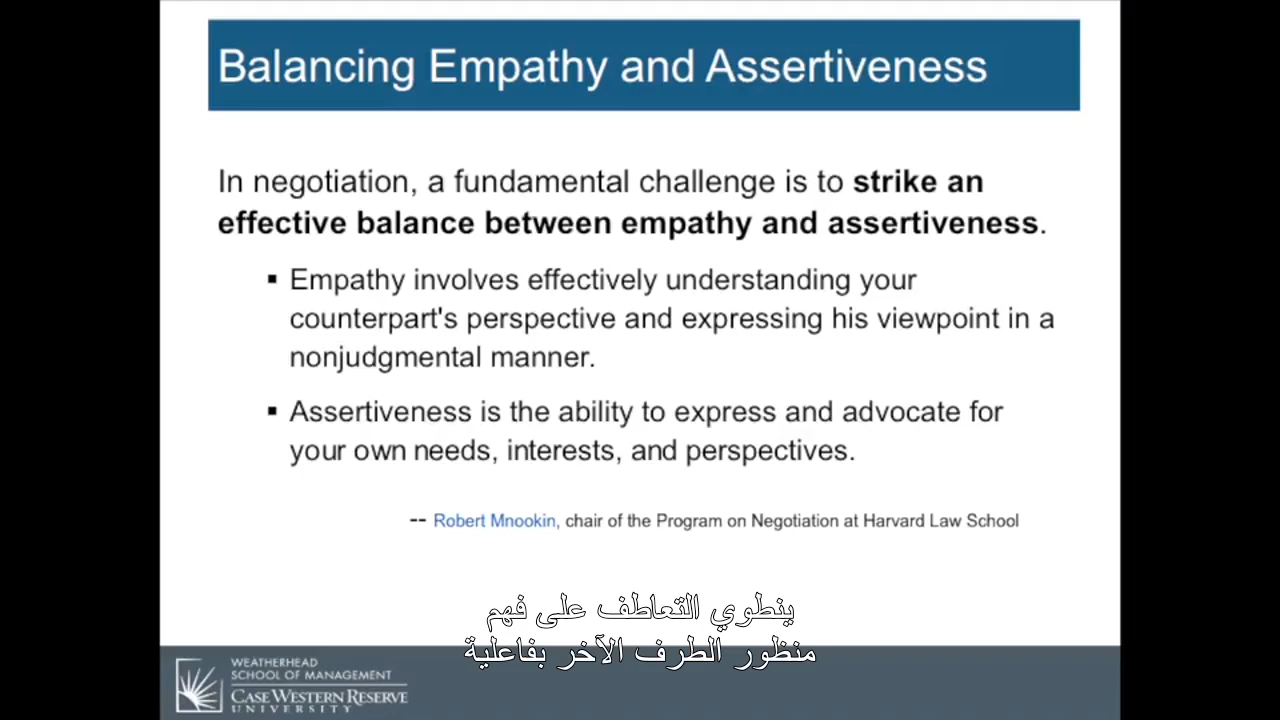 Balancing Empathy and Assertiveness
In negotiation, a fundamental challenge is to strike an
effective balance between empathy and assertiveness.
▪ Empathy involves effectively understanding your
counterpart's perspective and expressing his viewpoint in a
nonjudgmental manner.
▪ Assertiveness is the ability to express and advocate for
your own needs, interests, and perspectives.
-- Robert Mnookin, chair of the Program on Negotiation at Harvard Law School
ينطوي التعاطف على فهم
منظور الطرف الآخر بفاعلية
WEATHERHEAD
SCHOOL OF MANAGEMENT
CASE WESTERN RESERVE
UNIVERSITY